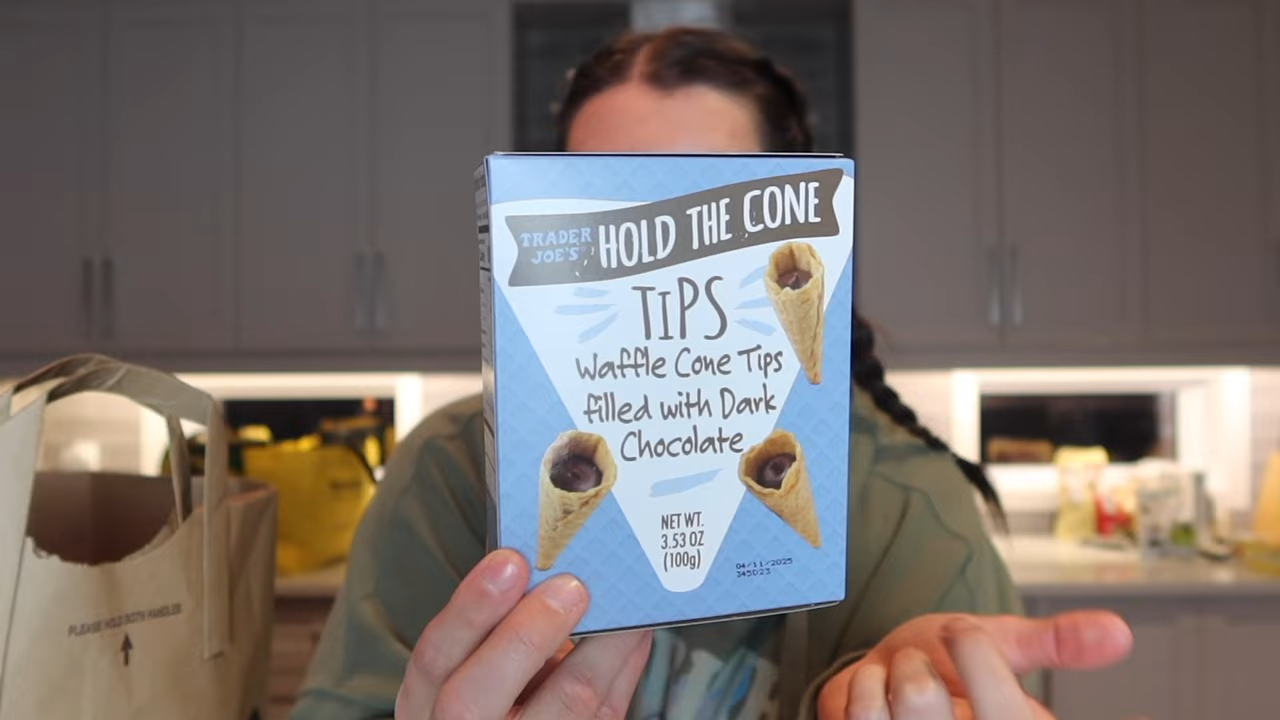 TRADER
JOE'S
HOLD THE CONE
TIPS
Waffle Cone Tips
filled with Dark
Chocolate
NET WT.
3.53 OZ
(100g)
04/11/2025
345023
PLEASE HOLD BOTH HANDLES